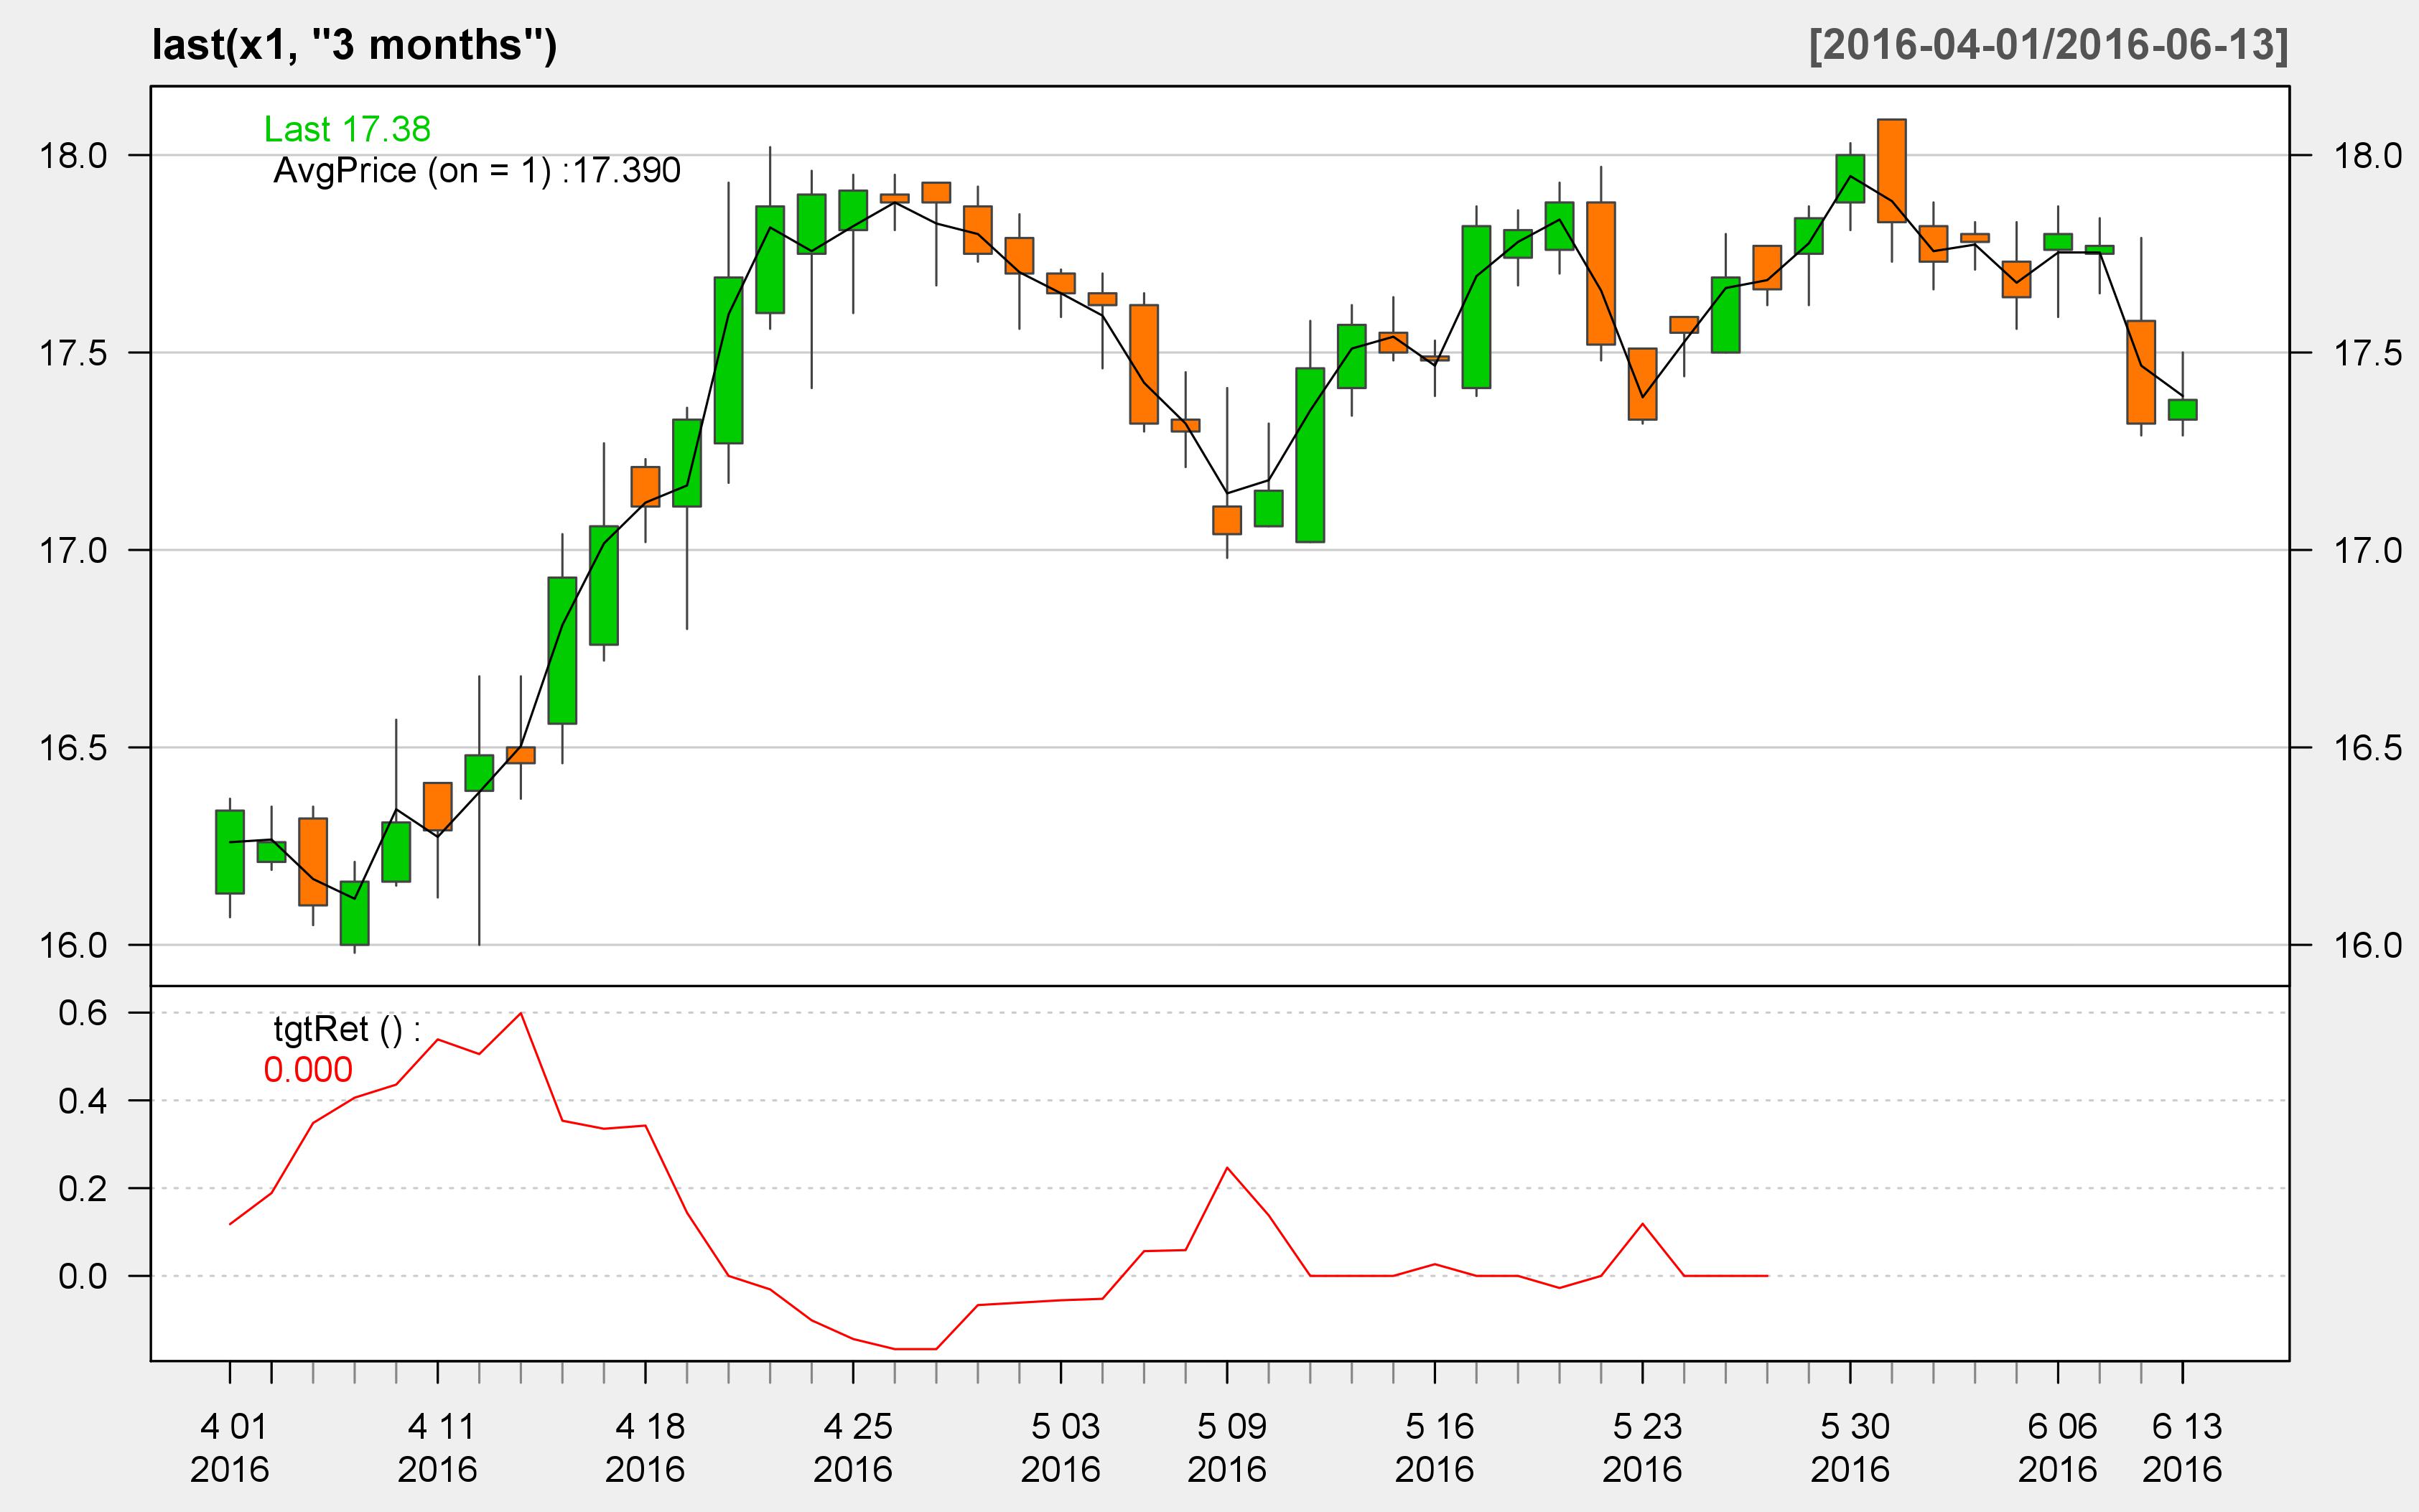 last(x1, "3 months")
[2016-04-01/2016-06-13]
Last 17.38
AvgPrice (on = 1) :17.390
18.0
17.5
17.0
16.5
16.0
18.0
17.5
17.0
16.5
16.0
tgtRet () :
0.000
0.6
0.4
0.2
0.0
4 01 4 11 4 18 4 25 5 03 5 09 5 16 5 23 5 30 6 06 6 13
2016 2016 2016 2016 2016 2016 2016 2016 2016 2016 2016